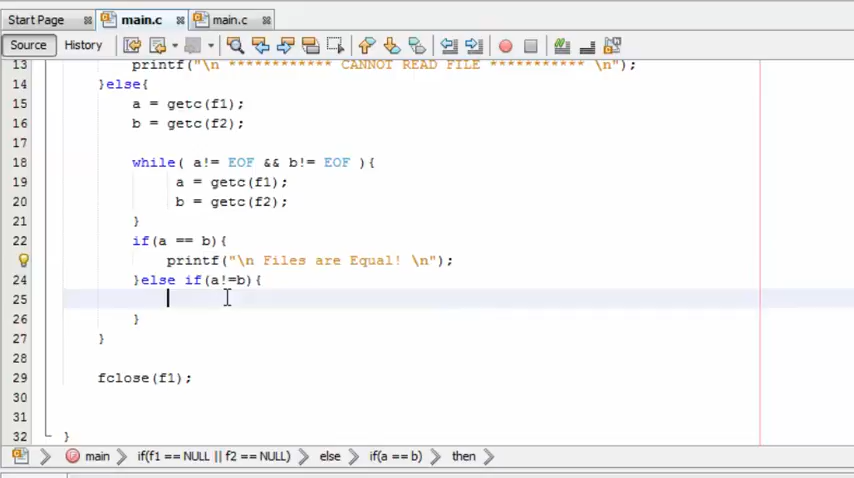 Start Page
main.c
main.c
Source
History
13 printf("\n ************ CANNOT READ FILE *********** \n");
14 }else{
15 a = getc(f1);
16 b = getc(f2);
17
18 while( a!= EOF && b!= EOF ){
19 a = getc(f1);
20 b = getc(f2);
21 }
22 if(a == b){
printf("\n Files are Equal! \n");
24 }else if(a!=b){
25
26 }
27 }
28
29 fclose(f1);
30
31
32 }
main if(f1 == NULL || f2 == NULL) else if(a == b) then